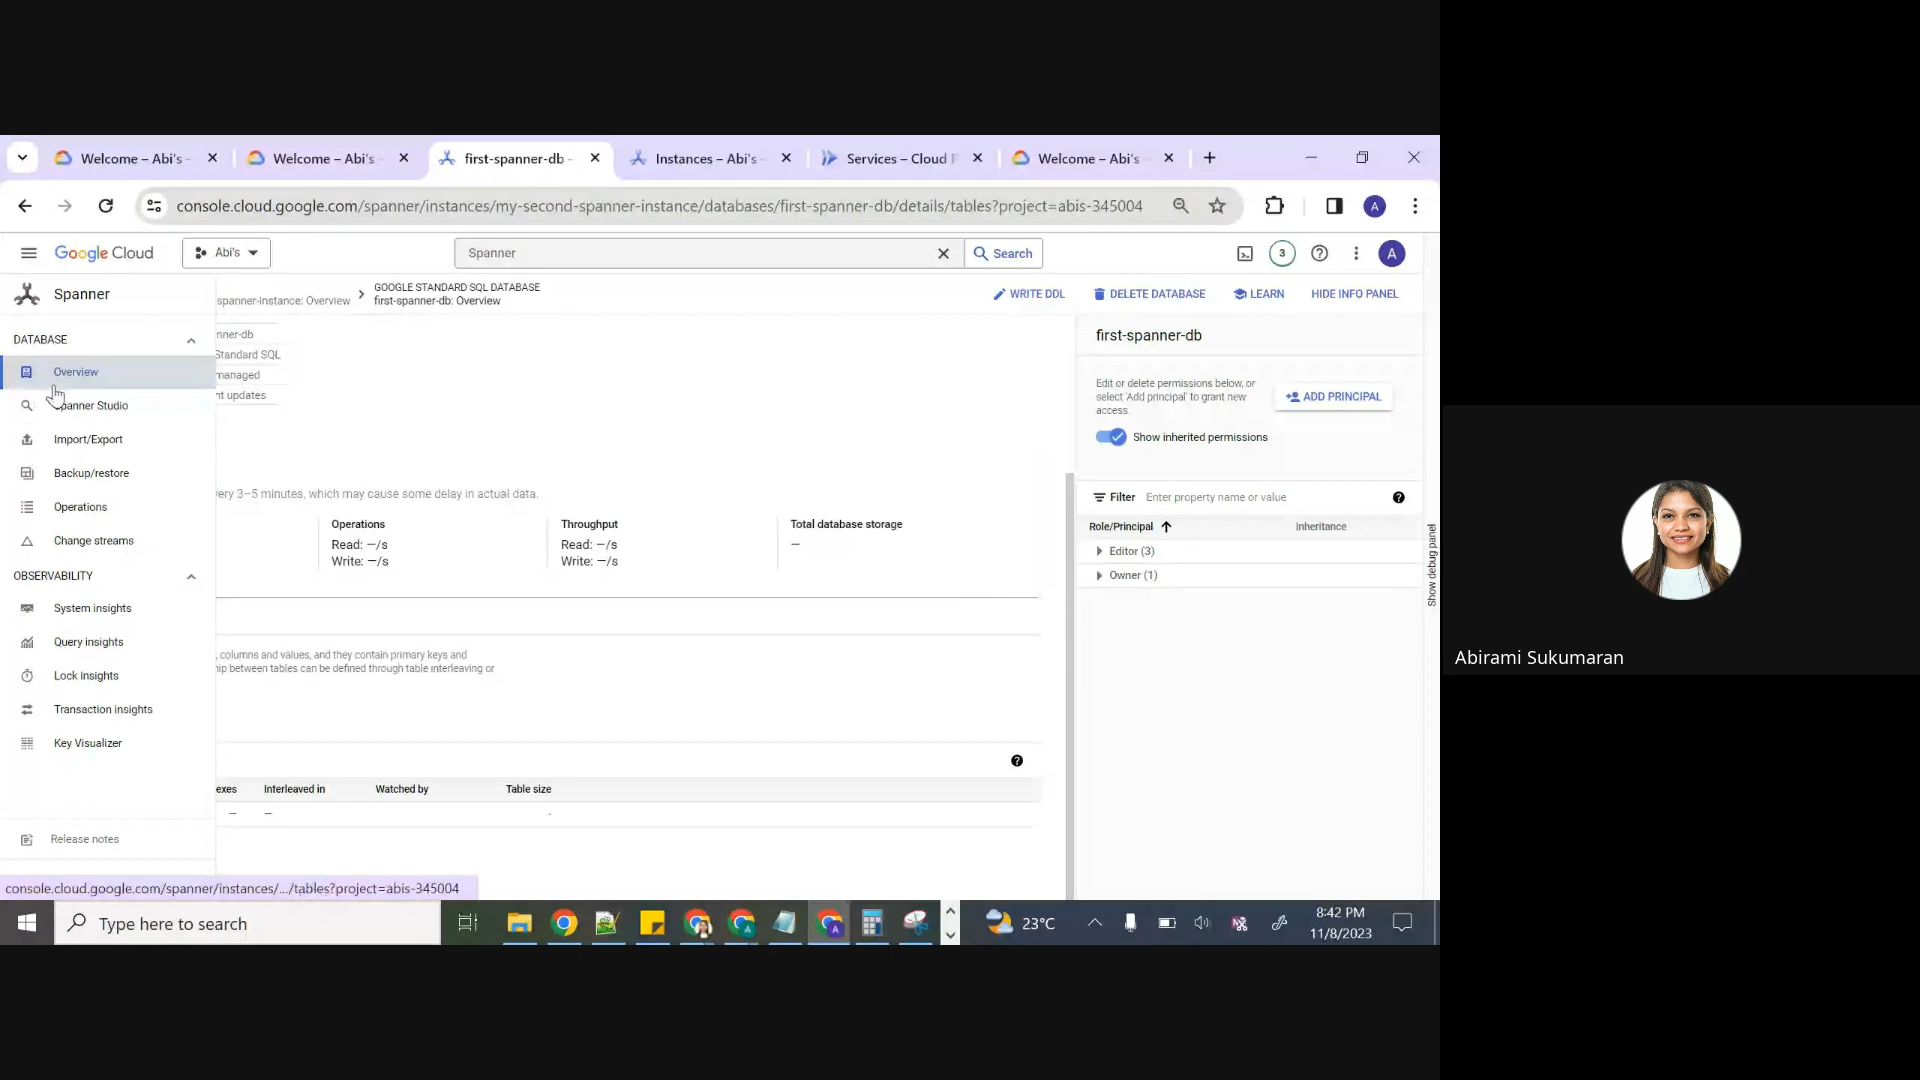 Welcome – Abi's -
Welcome – Abi's
first-spanner-db -
Instances – Abi's
Services – Cloud
Welcome – Abi's
console.cloud.google.com/spanner/instances/my-second-spanner-instance/databases/first-spanner-db/details/tables?project=abis-345004
A
Google Cloud
Abi's
Spanner
Search
3
A
Spanner
spanner-instance: Overview
GOOGLE STANDARD SQL DATABASE
first-spanner-db: Overview
WRITE DDL
DELETE DATABASE
LEARN
HIDE INFO PANEL
DATABASE
Overview
Spanner Studio
Import/Export
Backup/restore
Operations
Change streams
OBSERVABILITY
System insights
Query insights
Lock insights
Transaction insights
Key Visualizer
Release notes
nner-db
Standard SQL
managed
nt updates
very 3–5 minutes, which may cause some delay in actual data.
Operations
Read: —/s
Write: —/s
Throughput
Read: —/s
Write: —/s
Total database storage
—
, columns and values, and they contain primary keys and
hip between tables can be defined through table interleaving or
exes Interleaved in Watched by Table size
— — -
first-spanner-db
Edit or delete permissions below, or
select 'Add principal' to grant new
access.
ADD PRINCIPAL
Show inherited permissions
Filter Enter property name or value
Role/Principal Inheritance
Editor (3)
Owner (1)
Show debug panel
console.cloud.google.com/spanner/instances/.../tables?project=abis-345004
Type here to search
23°C
8:42 PM
11/8/2023
Abirami Sukumaran